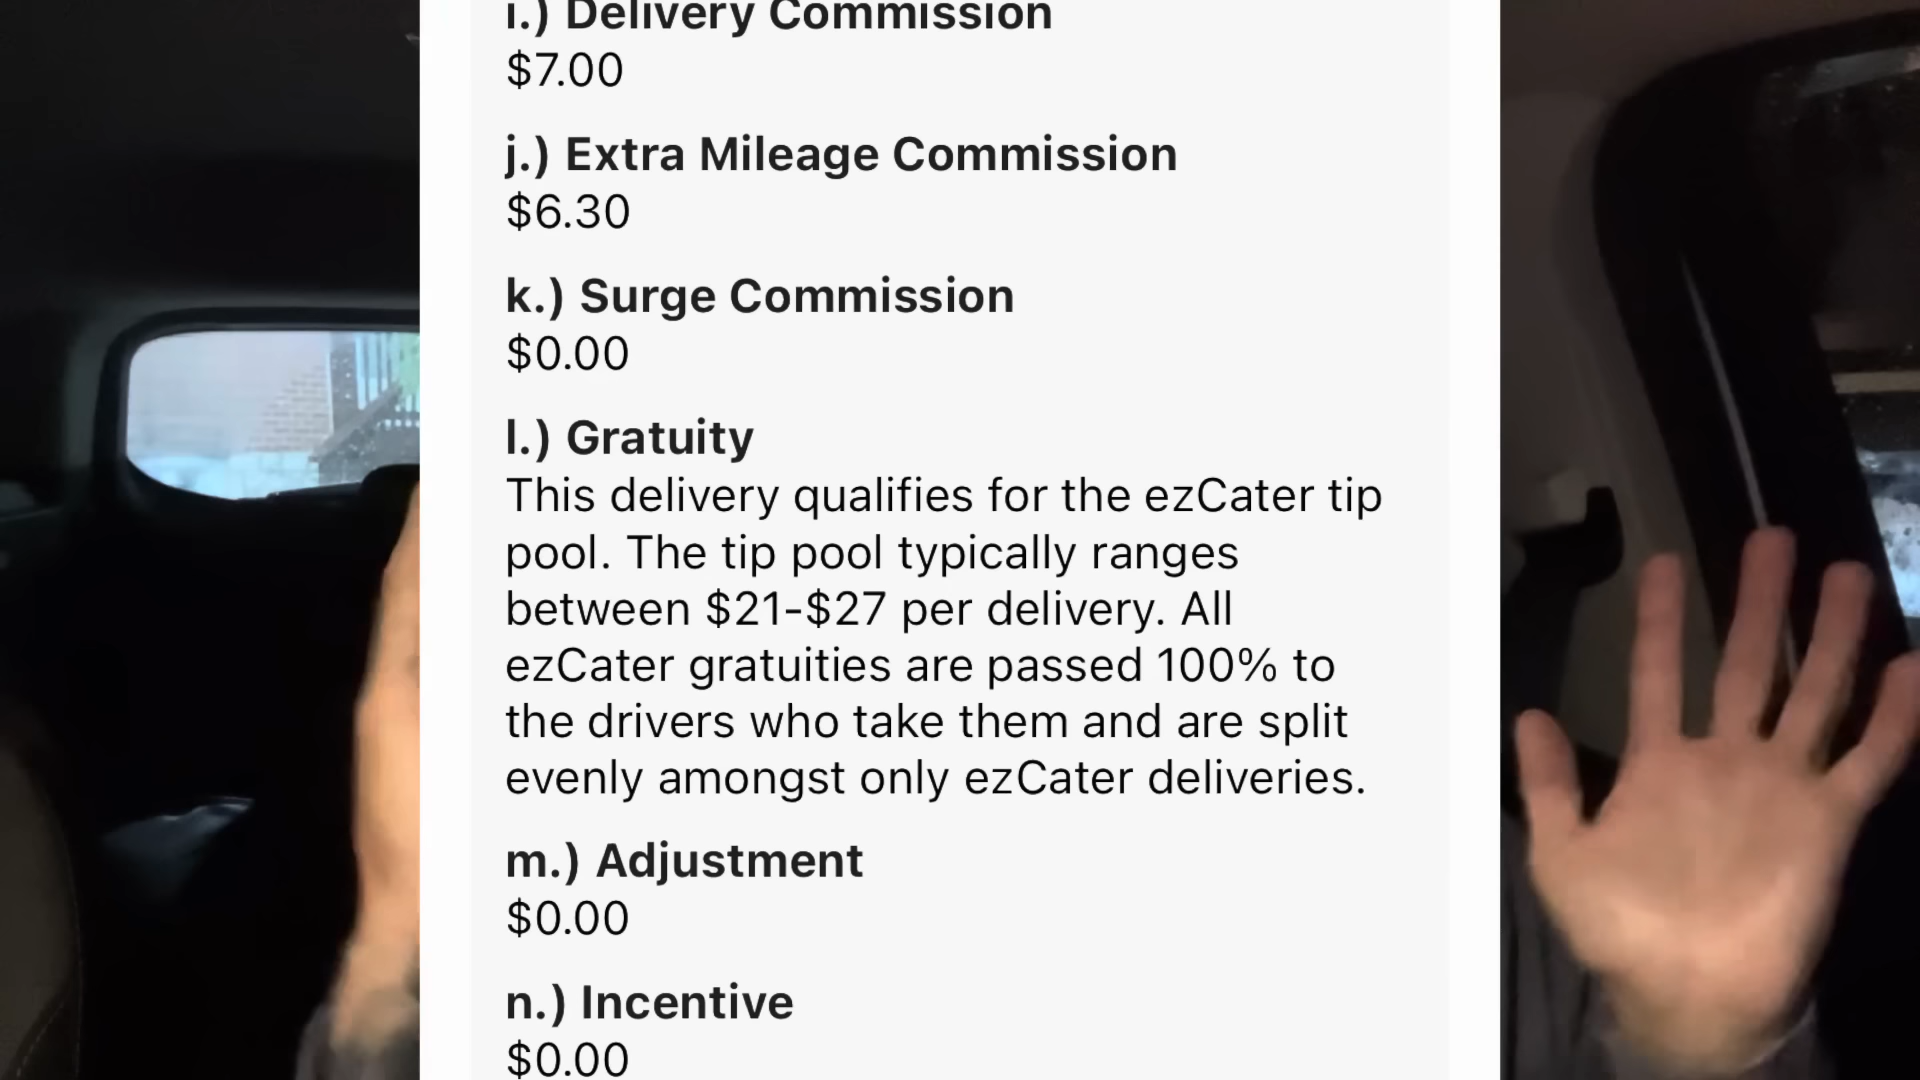 i.) Delivery Commission
$7.00
j.) Extra Mileage Commission
$6.30
k.) Surge Commission
$0.00
l.) Gratuity
This delivery qualifies for the ezCater tip
pool. The tip pool typically ranges
between $21-$27 per delivery. All
ezCater gratuities are passed 100% to
the drivers who take them and are split
evenly amongst only ezCater deliveries.
m.) Adjustment
$0.00
n.) Incentive
$0.00